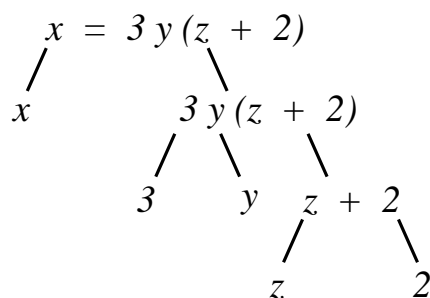 x = 3 y (z + 2)
x 3 y (z + 2)
3 y z + 2
z 2